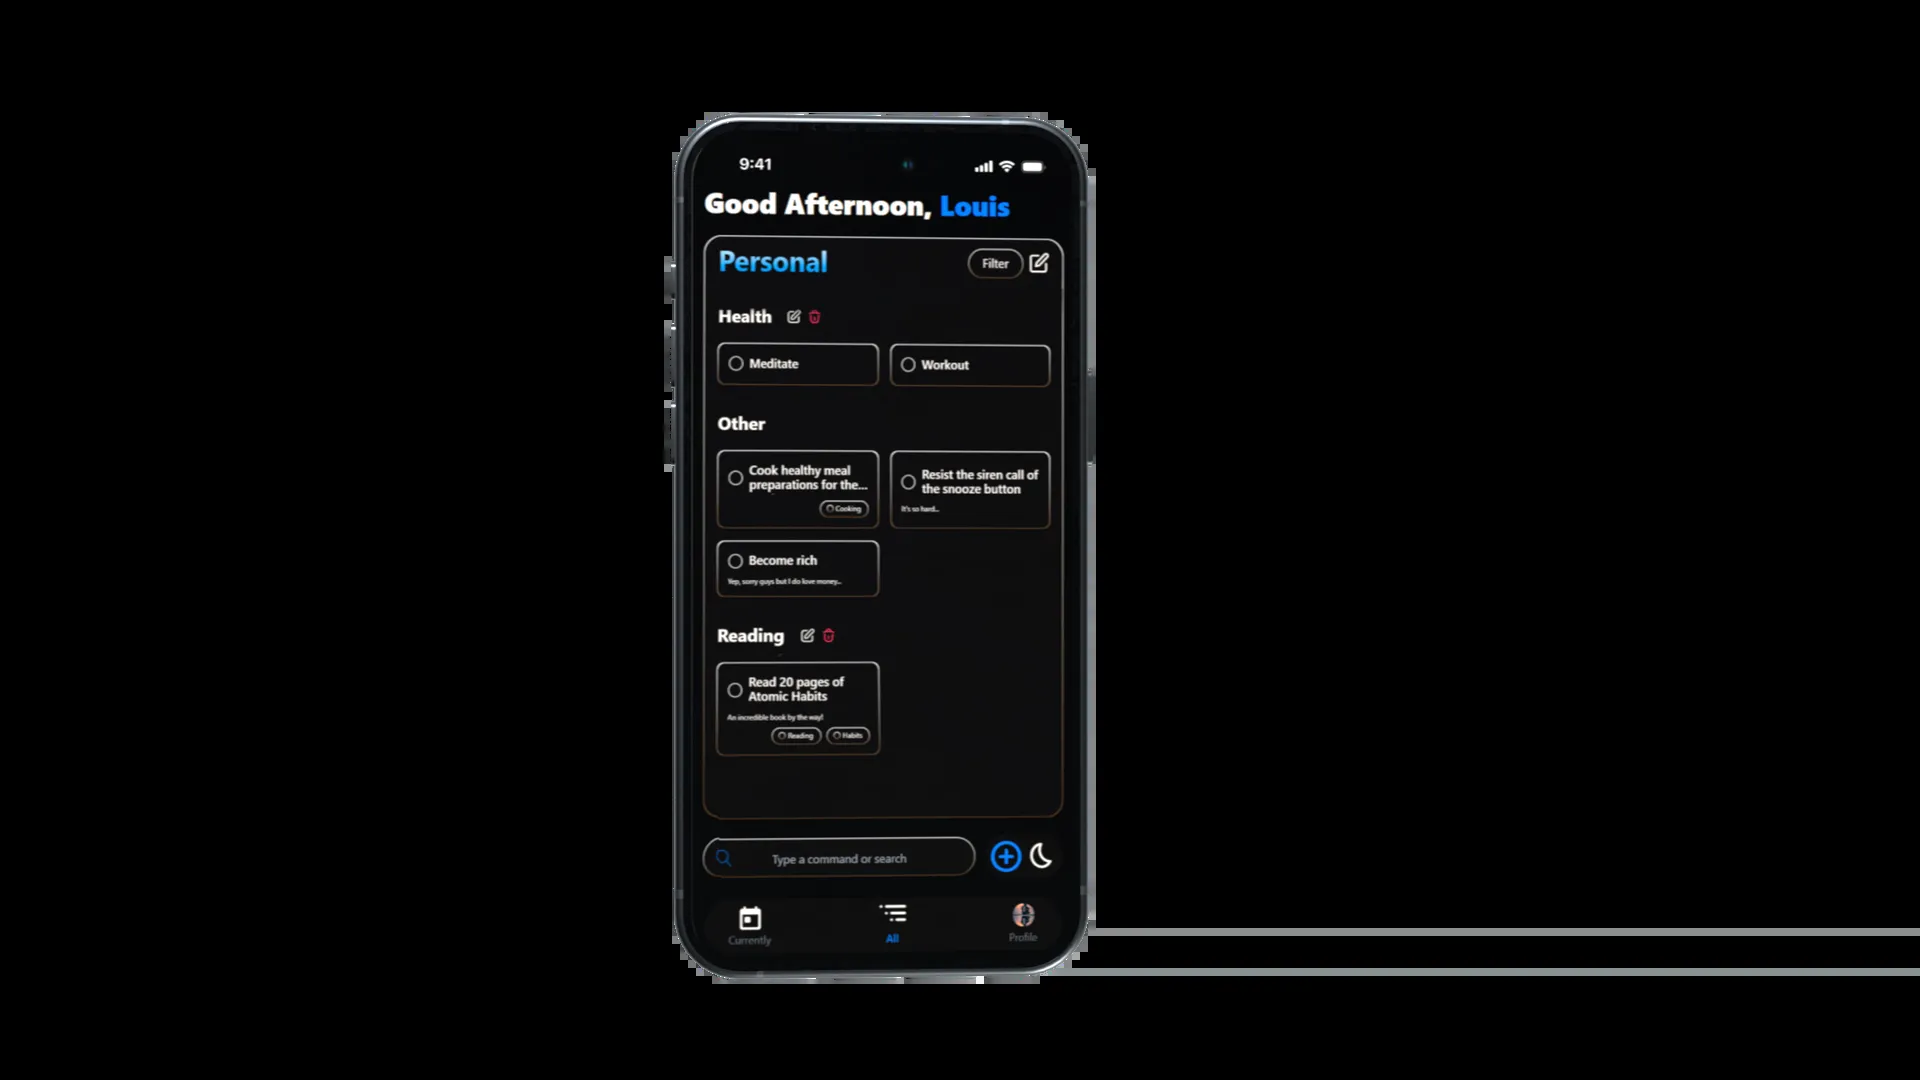 9:41
Good Afternoon, Louis
Personal
Filter
Health
Meditate
Workout
Other
Cook healthy meal
preparations for the...
Cooking
Resist the siren call of
the snooze button
It's so hard...
Become rich
Yep, sorry guys but I do love money...
Reading
Read 20 pages of
Atomic Habits
An incredible book by the way!
Reading
Habits
Type a command or search
Currently
All
Profile